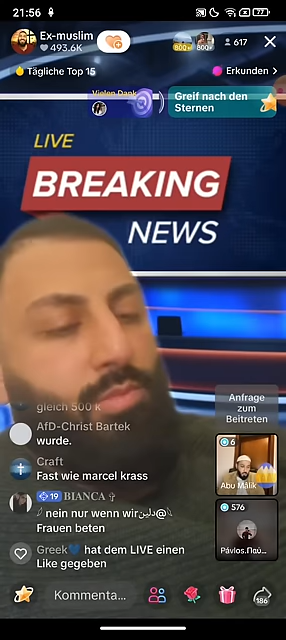 21:56
77
Ex-muslim
493.6K
800+
800+
617
Tägliche Top 15
Erkunden >
Vielen Dank
Greif nach den
Sternen
LIVE
BREAKING
NEWS
gleich 500 k
AfD-Christ Bartek
wurde.
Craft
Fast wie marcel krass
19 BIANCA ✞
nein nur wenn wir
Frauen beten
Greek💙 hat dem LIVE einen
Like gegeben
Anfrage
zum
Beitreten
6
Abu Mâlik
576
Pávlos.Παύ...
Kommenta...
186